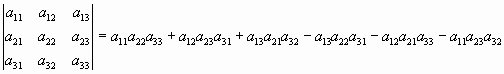 | a₁₁ a₁₂ a₁₃ |
| a₂₁ a₂₂ a₂₃ | = a₁₁a₂₂a₃₃ + a₁₂a₂₃a₃₁ + a₁₃a₂₁a₃₂ − a₁₃a₂₂a₃₁ − a₁₂a₂₁a₃₃ − a₁₁a₂₃a₃₂
| a₃₁ a₃₂ a₃₃ |